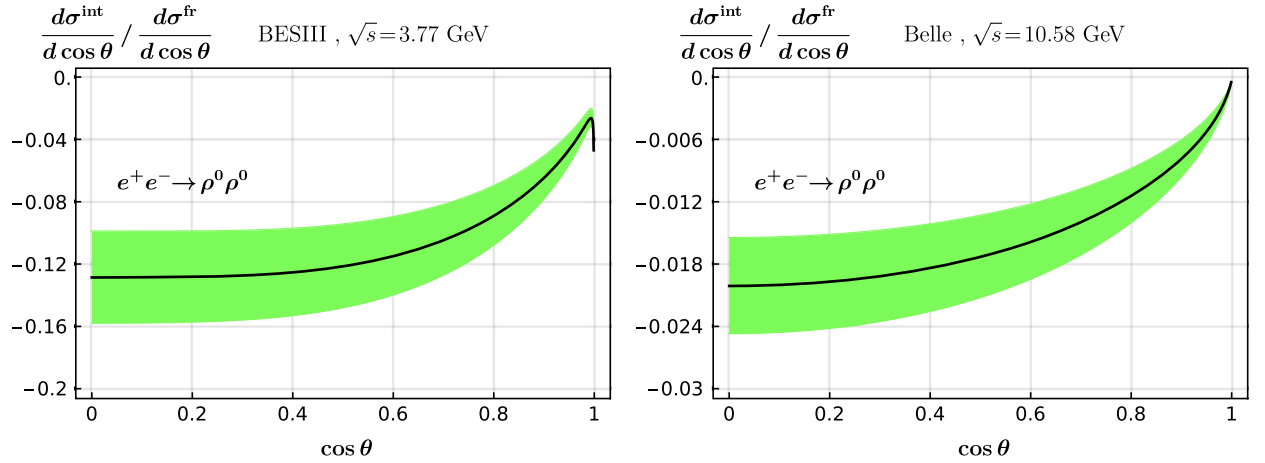 dσ^int/d cos θ / dσ^fr/d cos θ BESIII , √s=3.77 GeV
0.
−0.04
−0.08
e⁺e⁻→ρ⁰ρ⁰
−0.12
−0.16
−0.2
0 0.2 0.4 0.6 0.8 1
cos θ
dσ^int/d cos θ / dσ^fr/d cos θ Belle , √s=10.58 GeV
0.
−0.006
−0.012
e⁺e⁻→ρ⁰ρ⁰
−0.018
−0.024
−0.03
0 0.2 0.4 0.6 0.8 1
cos θ